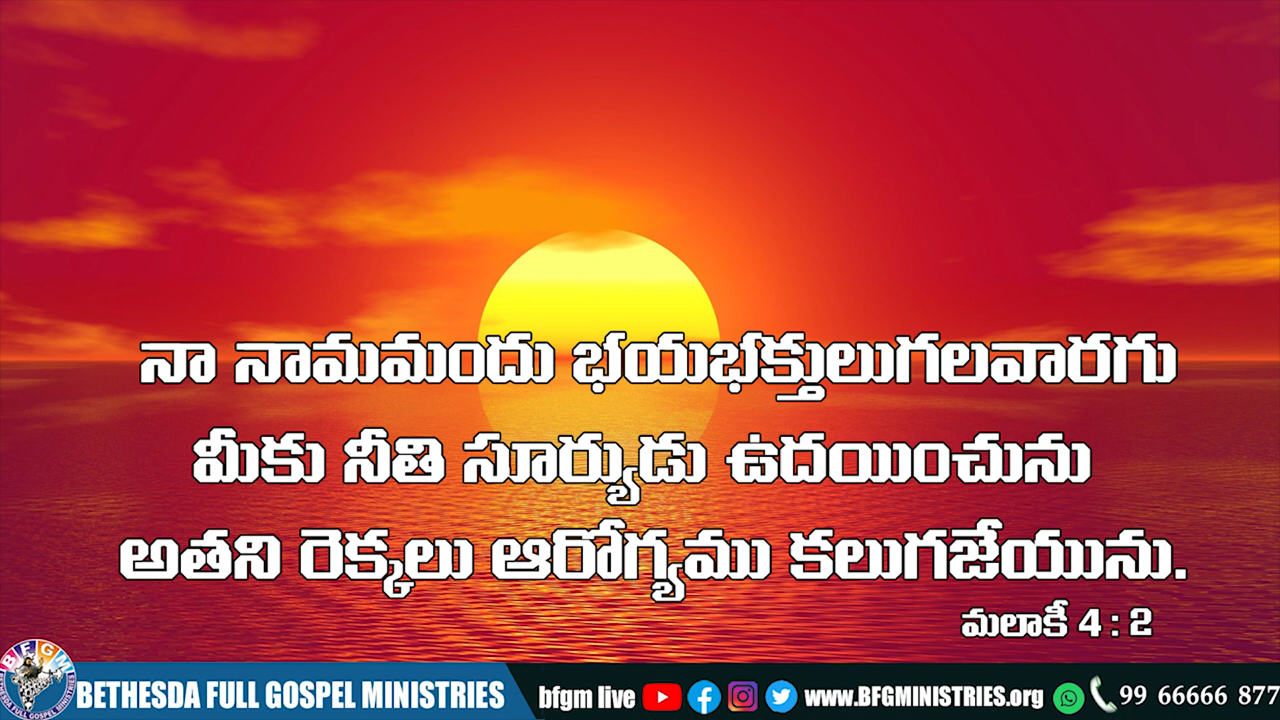 నా నామమందు భయభక్తులుగలవారగు
మీకు నీతి సూర్యుడు ఉదయించును
అతని రెక్కలు ఆరోగ్యము కలుగజేయును.
మలాకీ 4 : 2
BFGM
BETHESDA FULL GOSPEL MINISTRIES
bfgm live www.BFGMINISTRIES.org 99 66666 877